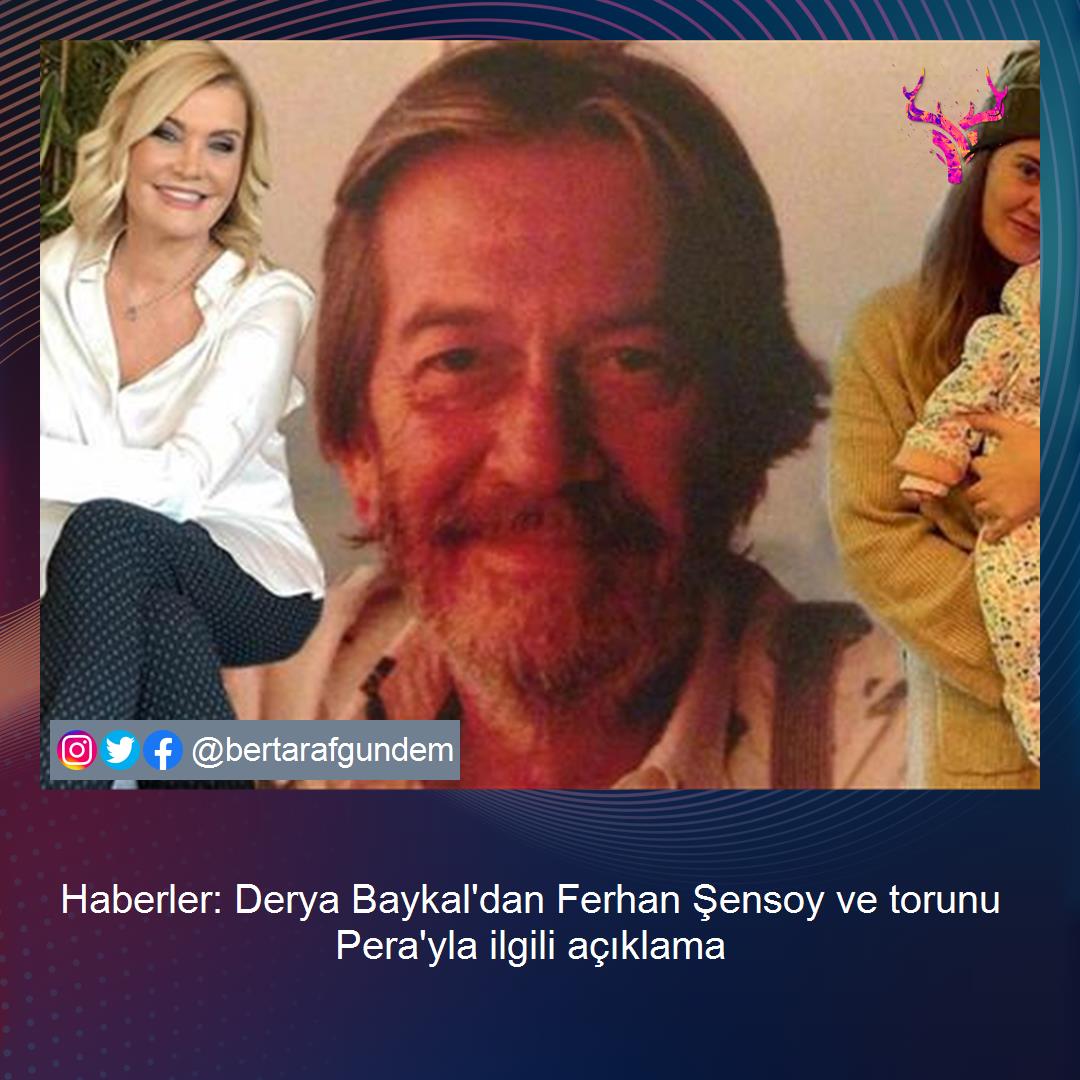 @bertarafgundem
Haberler: Derya Baykal'dan Ferhan Şensoy ve torunu
Pera'yla ilgili açıklama